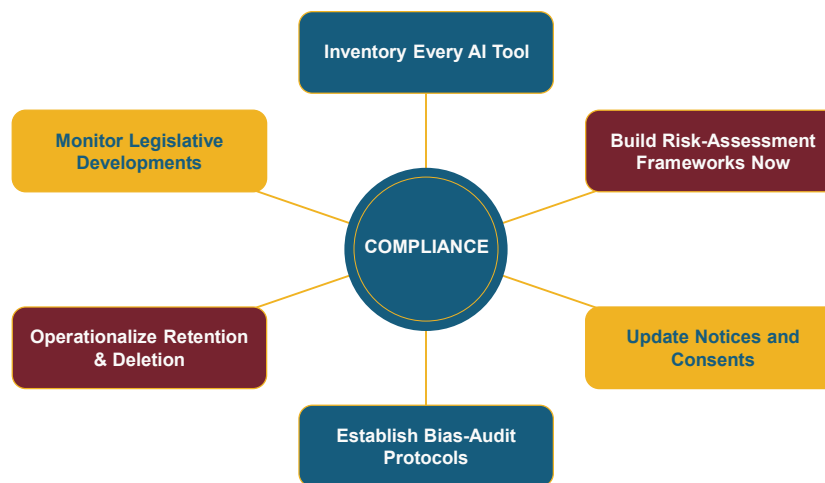 Inventory Every AI Tool
Monitor Legislative
Developments
Build Risk-Assessment
Frameworks Now
COMPLIANCE
Operationalize Retention
& Deletion
Update Notices and
Consents
Establish Bias-Audit
Protocols